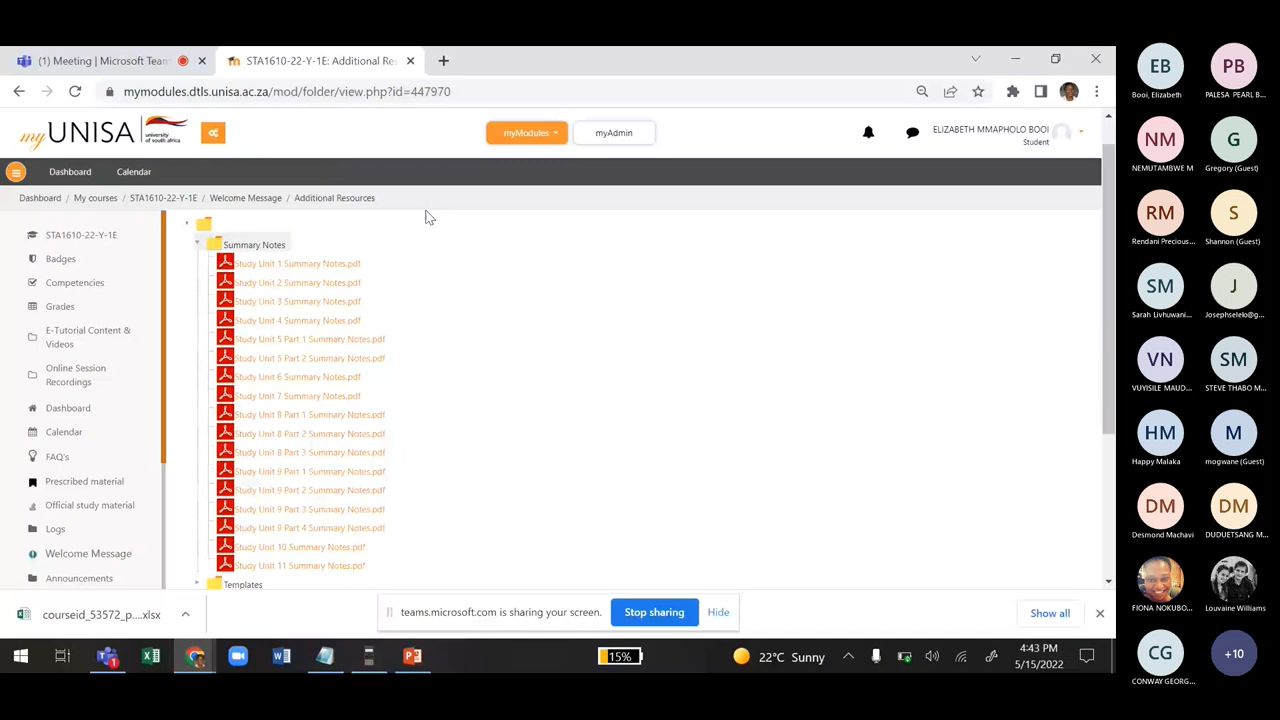 (1) Meeting | Microsoft Tean
STA1610-22-Y-1E: Additional Res
mymodules.dtls.unisa.ac.za/mod/folder/view.php?id=447970
myUNISA
university
of south africa
myModules
myAdmin
ELIZABETH MMAPHOLO BOOI
Student
Dashboard
Calendar
Dashboard / My courses / STA1610-22-Y-1E / Welcome Message / Additional Resources
STA1610-22-Y-1E
Badges
Competencies
Grades
E-Tutorial Content &
Videos
Online Session
Recordings
Dashboard
Calendar
FAQ's
Prescribed material
Official study material
Logs
Welcome Message
Announcements
Summary Notes
Study Unit 1 Summary Notes.pdf
Study Unit 2 Summary Notes.pdf
Study Unit 3 Summary Notes.pdf
Study Unit 4 Summary Notes.pdf
Study Unit 5 Part 1 Summary Notes.pdf
Study Unit 5 Part 2 Summary Notes.pdf
Study Unit 6 Summary Notes.pdf
Study Unit 7 Summary Notes.pdf
Study Unit 8 Part 1 Summary Notes.pdf
Study Unit 8 Part 2 Summary Notes.pdf
Study Unit 8 Part 3 Summary Notes.pdf
Study Unit 9 Part 1 Summary Notes.pdf
Study Unit 9 Part 2 Summary Notes.pdf
Study Unit 9 Part 3 Summary Notes.pdf
Study Unit 9 Part 4 Summary Notes.pdf
Study Unit 10 Summary Notes.pdf
Study Unit 11 Summary Notes.pdf
Templates
courseid_53572_p....xlsx
teams.microsoft.com is sharing your screen.
Stop sharing
Hide
Show all
15%
22°C Sunny
4:43 PM
5/15/2022
EB
Booi, Elizabeth
PB
PALESA PEARL B...
NM
NEMUTAMBWE M
G
Gregory (Guest)
RM
Rendani Precious...
S
Shannon (Guest)
SM
Sarah Livhuwani...
J
Josephselelo@g...
VN
VUYISILE MAUD...
SM
STEVE THABO M...
HM
Happy Malaka
M
mogwane (Guest)
DM
Desmond Machavi
DM
DUDUETSANG M...
FIONA NOKUBO...
Louvaine Williams
CG
CONWAY GEORG...
+10